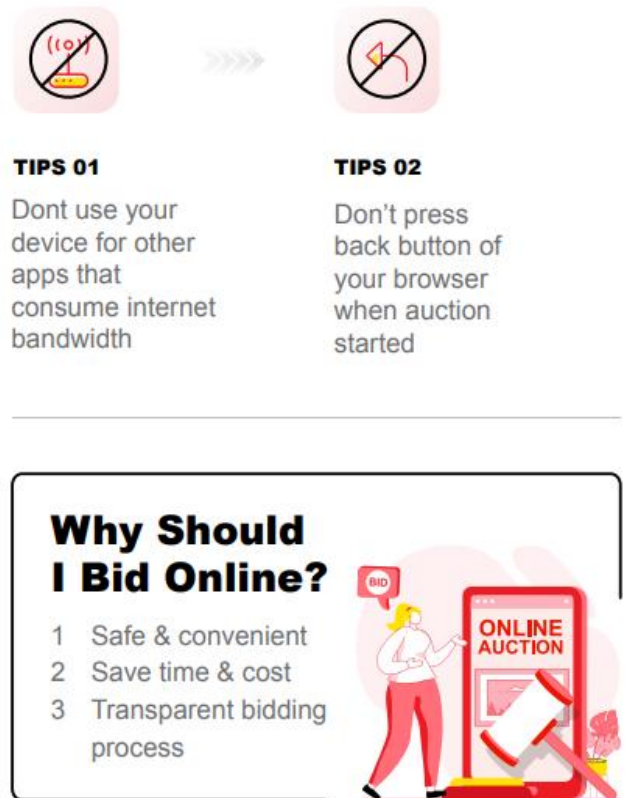 TIPS 01
Dont use your
device for other
apps that
consume internet
bandwidth
TIPS 02
Don’t press
back button of
your browser
when auction
started
Why Should
I Bid Online?
1 Safe & convenient
2 Save time & cost
3 Transparent bidding
process
BID
ONLINE
AUCTION